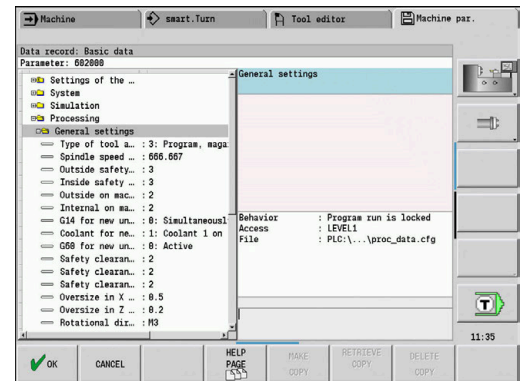 Machine
smart.Turn
Tool editor
Machine par.
Data record: Basic data
Parameter: 602000
Settings of the …
System
Simulation
Processing
General settings
Type of tool a… : 3: Program, maga
Spindle speed … : 666.667
Outside safety… : 3
Inside safety … : 3
Outside on mac… : 2
Internal on ma… : 2
G14 for new un… : 0: Simultaneousl
Coolant for ne… : 1: Coolant 1 on
G60 for new un… : 0: Active
Safety clearan… : 2
Safety clearan… : 2
Safety clearan… : 2
Oversize in X … : 0.5
Oversize in Z … : 0.2
Rotational dir… : M3
General settings
Behavior : Program run is locked
Access : LEVEL1
File : PLC:\...\proc_data.cfg
T
11:35
OK
CANCEL
HELP PAGE
MAKE COPY
RETRIEVE COPY
DELETE COPY